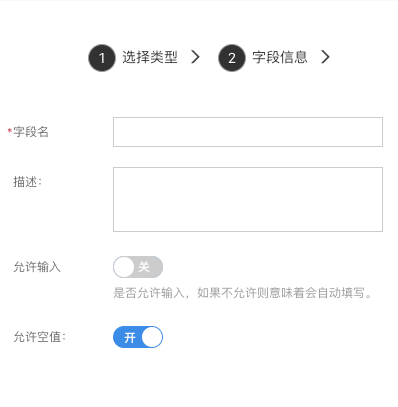 1 选择类型 2 字段信息
*字段名
描述：
允许输入 关
是否允许输入，如果不允许则意味着会自动填写。
允许空值： 开